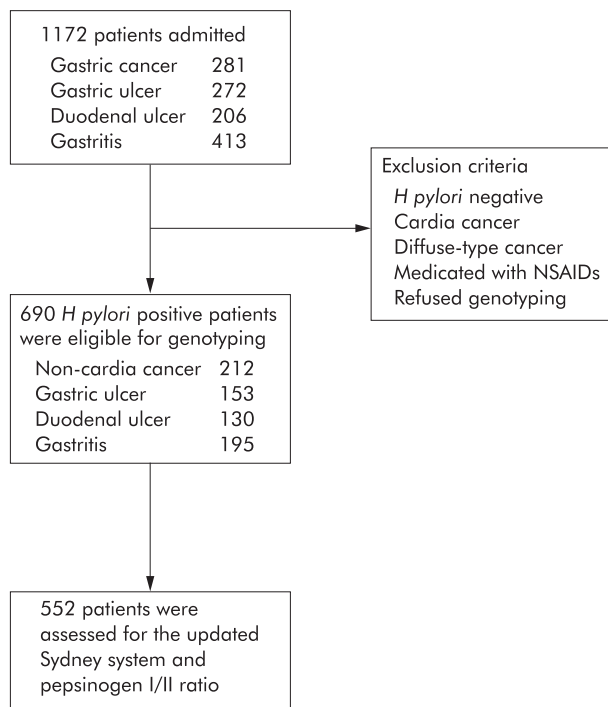 1172 patients admitted
Gastric cancer 281
Gastric ulcer 272
Duodenal ulcer 206
Gastritis 413
Exclusion criteria
H pylori negative
Cardia cancer
Diffuse-type cancer
Medicated with NSAIDs
Refused genotyping
690 H pylori positive patients
were eligible for genotyping
Non-cardia cancer 212
Gastric ulcer 153
Duodenal ulcer 130
Gastritis 195
552 patients were
assessed for the updated
Sydney system and
pepsinogen I/II ratio